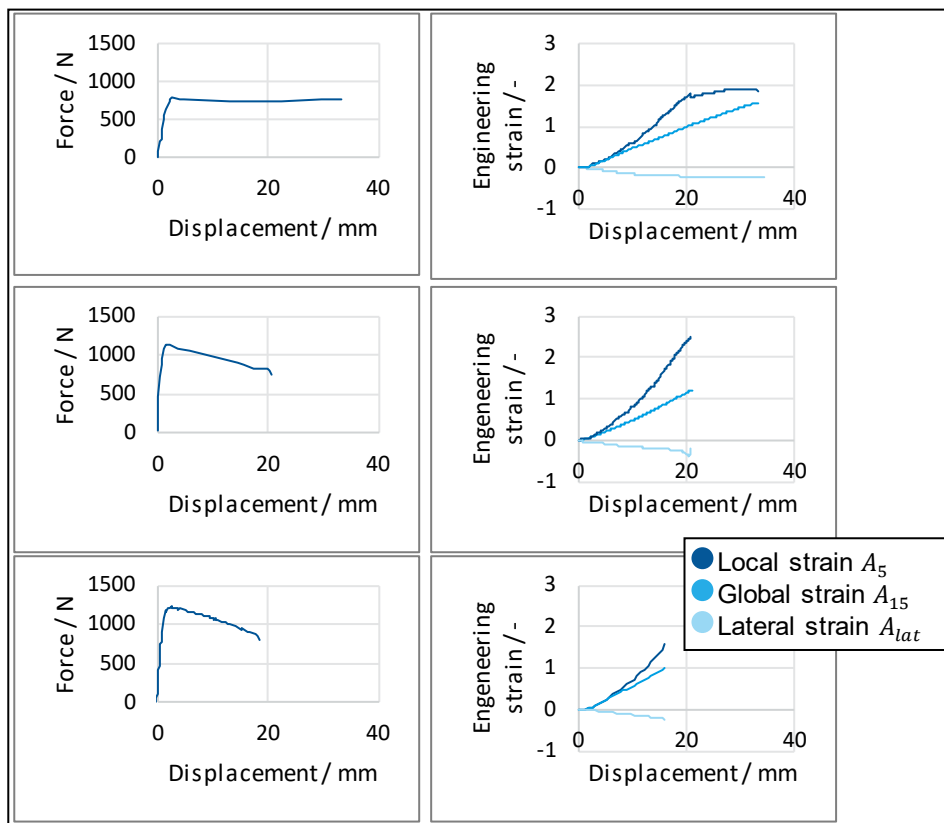 Force / N
1500
1000
500
0
0
20
40
Displacement / mm
Engineering
strain / -
3
2
1
0
-1
0
20
40
Displacement / mm
Force / N
1500
1000
500
0
0
20
40
Displacement / mm
Engeneering
strain / -
3
2
1
0
-1
0
20
40
Displacement / mm
Local strain A5
Global strain A15
Lateral strain Alat
Force / N
1500
1000
500
0
0
20
40
Displacement / mm
Engeneering
strain / -
3
2
1
0
-1
0
20
40
Displacement / mm